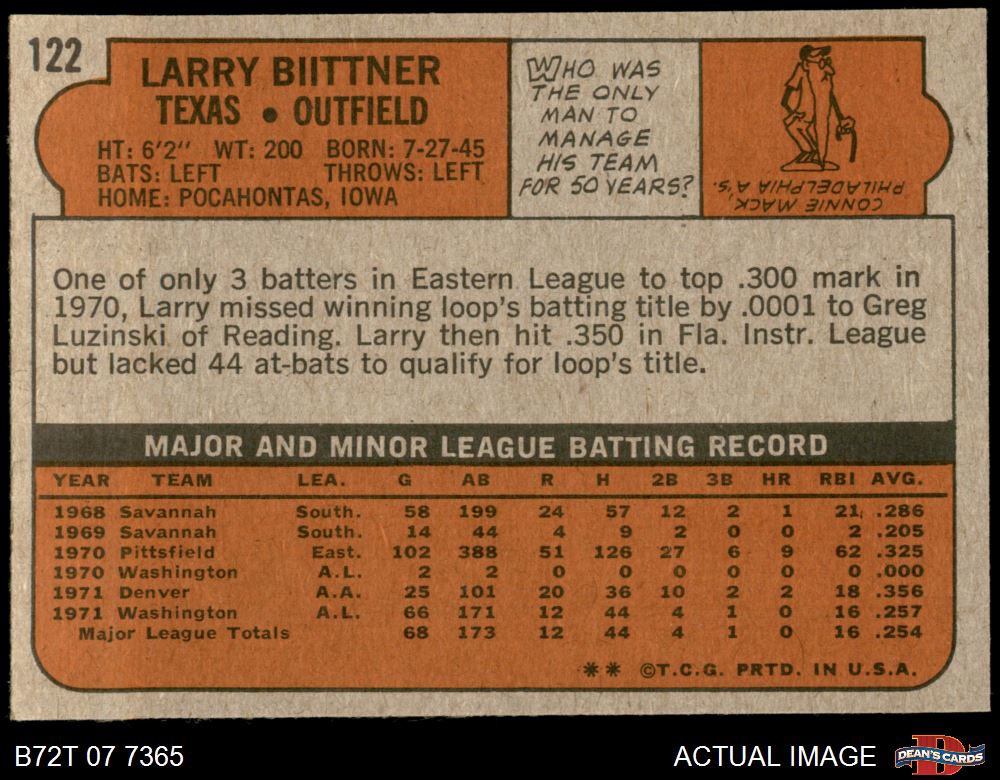 122
LARRY BIITTNER
TEXAS • OUTFIELD
HT: 6'2" WT: 200 BORN: 7-27-45
BATS: LEFT THROWS: LEFT
HOME: POCAHONTAS, IOWA
WHO WAS
THE ONLY
MAN TO
MANAGE
HIS TEAM
FOR 50 YEARS?
CONNIE MACK,
PHILADELPHIA A'S.
One of only 3 batters in Eastern League to top .300 mark in
1970, Larry missed winning loop's batting title by .0001 to Greg
Luzinski of Reading. Larry then hit .350 in Fla. Instr. League
but lacked 44 at-bats to qualify for loop's title.
MAJOR AND MINOR LEAGUE BATTING RECORD
YEAR TEAM LEA. G AB R H 2B 3B HR RBI AVG.
1968 Savannah South. 58 199 24 57 12 2 1 21 .286
1969 Savannah South. 14 44 4 9 2 0 0 2 .205
1970 Pittsfield East. 102 388 51 126 27 6 9 62 .325
1970 Washington A.L. 2 2 0 0 0 0 0 0 .000
1971 Denver A.A. 25 101 20 36 10 2 2 18 .356
1971 Washington A.L. 66 171 12 44 4 1 0 16 .257
Major League Totals 68 173 12 44 4 1 0 16 .254
** ©T.C.G. PRTD. IN U.S.A.
B72T 07 7365
ACTUAL IMAGE
D
DEAN'S CARDS